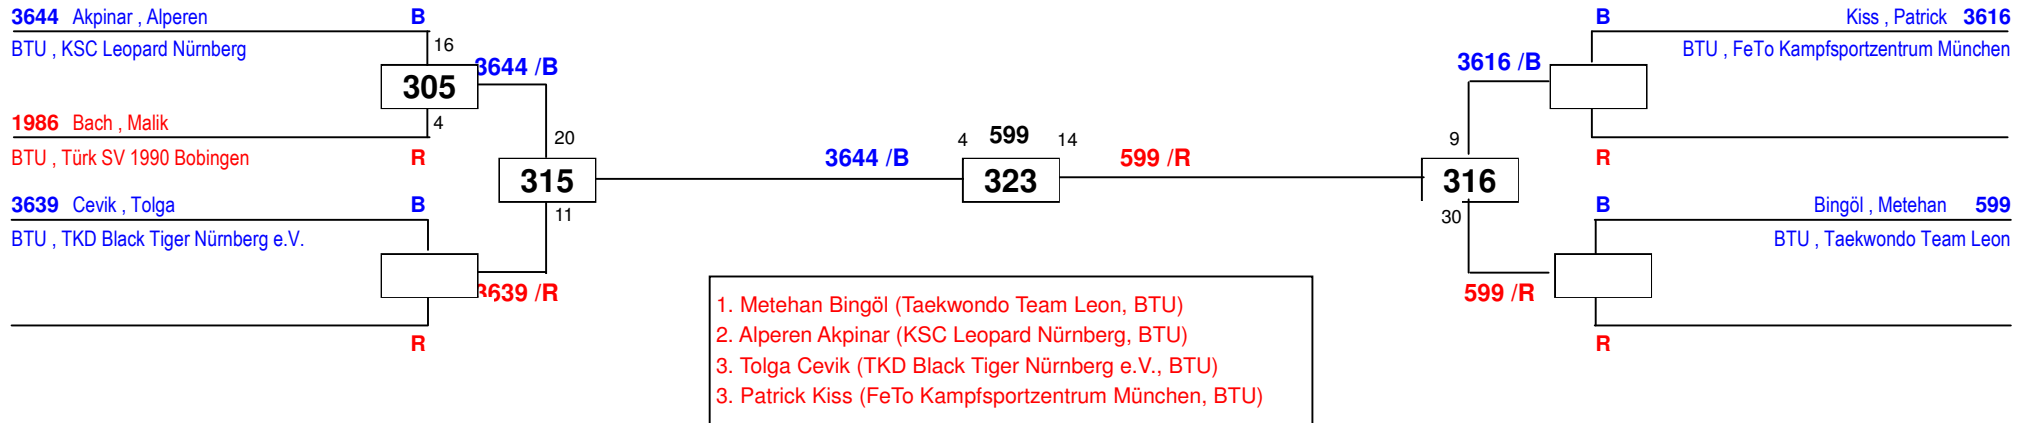 3644 Akpinar , Alperen B
BTU , KSC Leopard Nürnberg
16
3644 /B
305
1986 Bach , Malik
4
BTU , Türk SV 1990 Bobingen R
20
315
3639 Cevik , Tolga B
11
BTU , TKD Black Tiger Nürnberg e.V.
3639 /R
R
3644 /B
4 599 14
323
599 /R
B Kiss , Patrick 3616
BTU , FeTo Kampfsportzentrum München
3616 /B
9
R
316
30
B Bingöl , Metehan 599
BTU , Taekwondo Team Leon
599 /R
R
1. Metehan Bingöl (Taekwondo Team Leon, BTU)
2. Alperen Akpinar (KSC Leopard Nürnberg, BTU)
3. Tolga Cevik (TKD Black Tiger Nürnberg e.V., BTU)
3. Patrick Kiss (FeTo Kampfsportzentrum München, BTU)